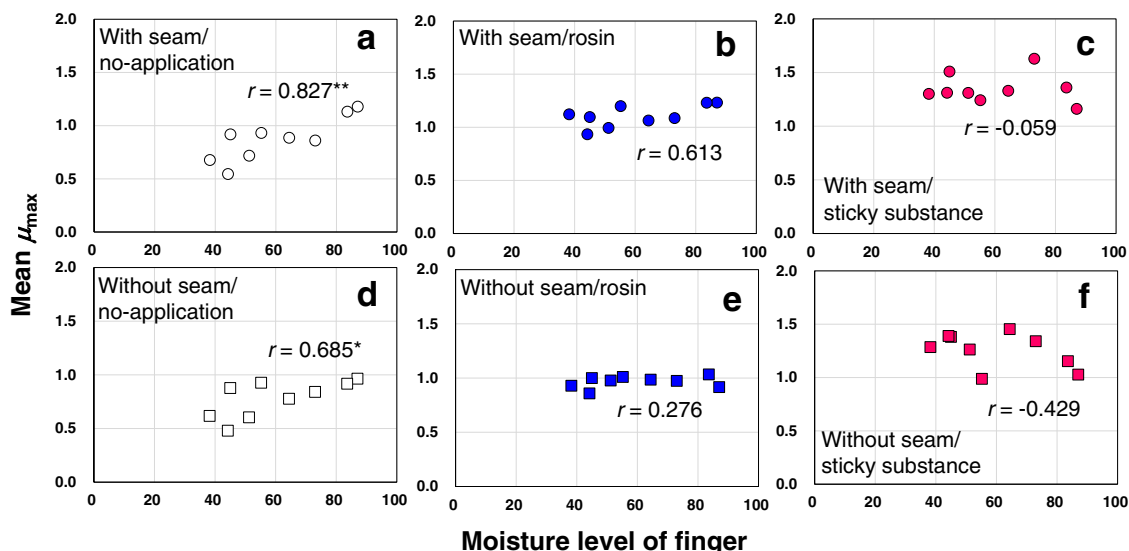 Mean μmax
With seam/
no-application
a
r = 0.827**
2.0
1.5
1.0
0.5
0.0
0 20 40 60 80 100
With seam/rosin
b
r = 0.613
2.0
1.5
1.0
0.5
0.0
0 20 40 60 80 100
c
r = -0.059
With seam/
sticky substance
2.0
1.5
1.0
0.5
0.0
0 20 40 60 80 100
Without seam/
no-application
d
r = 0.685*
2.0
1.5
1.0
0.5
0.0
0 20 40 60 80 100
Without seam/rosin
e
r = 0.276
2.0
1.5
1.0
0.5
0.0
0 20 40 60 80 100
f
r = -0.429
Without seam/
sticky substance
2.0
1.5
1.0
0.5
0.0
0 20 40 60 80 100
Moisture level of finger